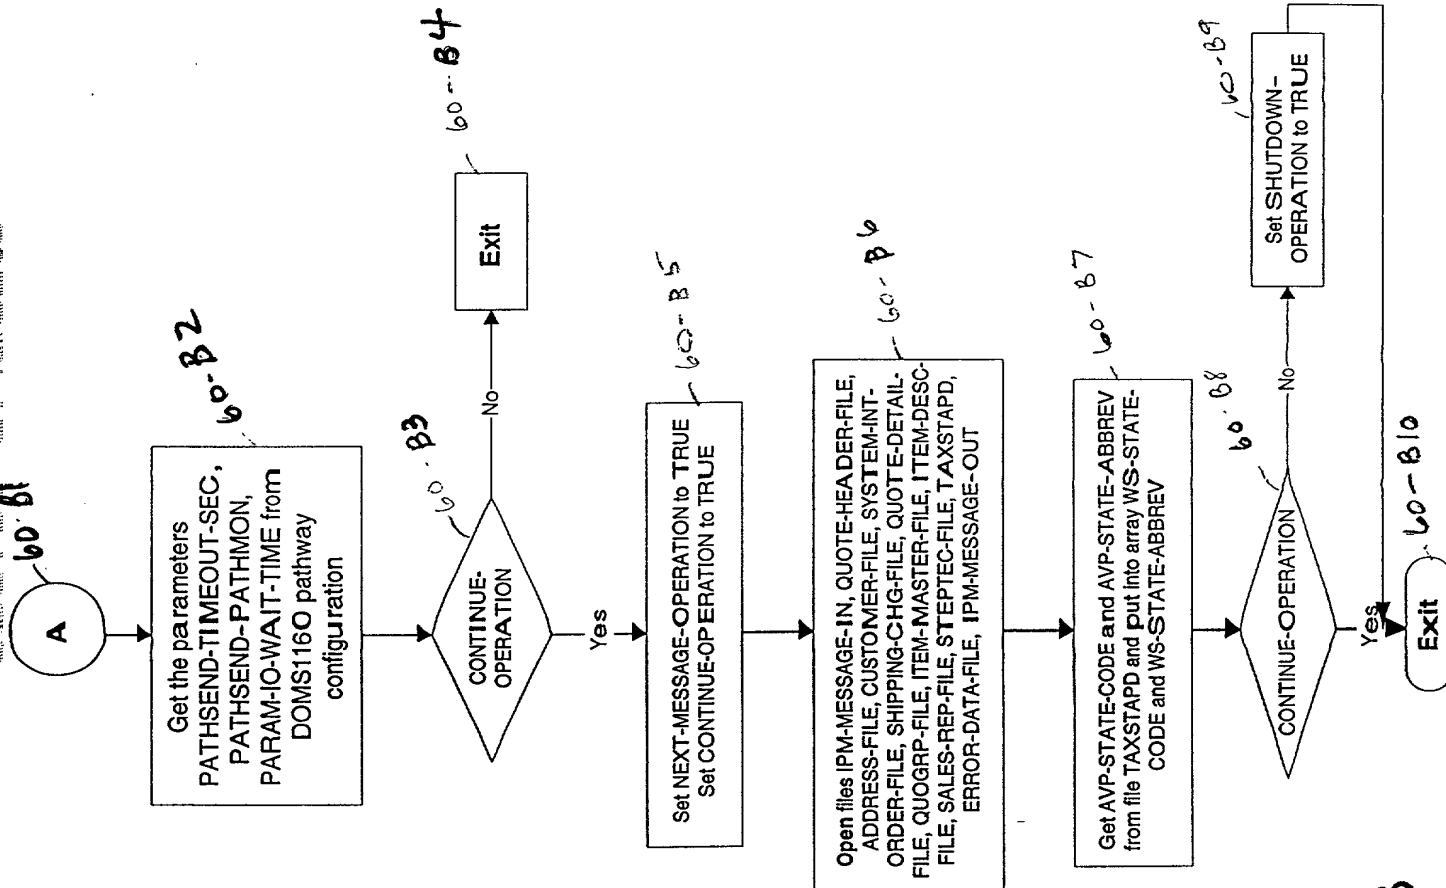 60-B1
A
60-B2
Get the parameters
PATHSEND-TIMEOUT-SEC,
PATHSEND-PATHMON,
PARAM-IO-WAIT-TIME from
DOMS1160 pathway
configuration
60-B3
CONTINUE-
OPERATION
No
60-B4
Exit
Yes
60-B5
Set NEXT-MESSAGE-OPERATION to TRUE
Set CONTINUE-OPERATION to TRUE
60-B6
Open files IPM-MESSAGE-IN, QUOTE-HEADER-FILE,
ADDRESS-FILE, CUSTOMER-FILE, SYSTEM-INT-
ORDER-FILE, SHIPPING-CHG-FILE, QUOTE-DETAIL-
FILE, QUOGRP-FILE, ITEM-MASTER-FILE, ITEM-DESC-
FILE, SALES-REP-FILE, STEPTEC-FILE, TAXSTAPD,
ERROR-DATA-FILE, IPM-MESSAGE-OUT
60-B7
Get AVP-STATE-CODE and AVP-STATE-ABBREV
from file TAXSTAPD and put into array WS-STATE-
CODE and WS-STATE-ABBREV
60-B8
CONTINUE-OPERATION
No
60-B9
Set SHUTDOWN-
OPERATION to TRUE
Yes
60-B10
Exit